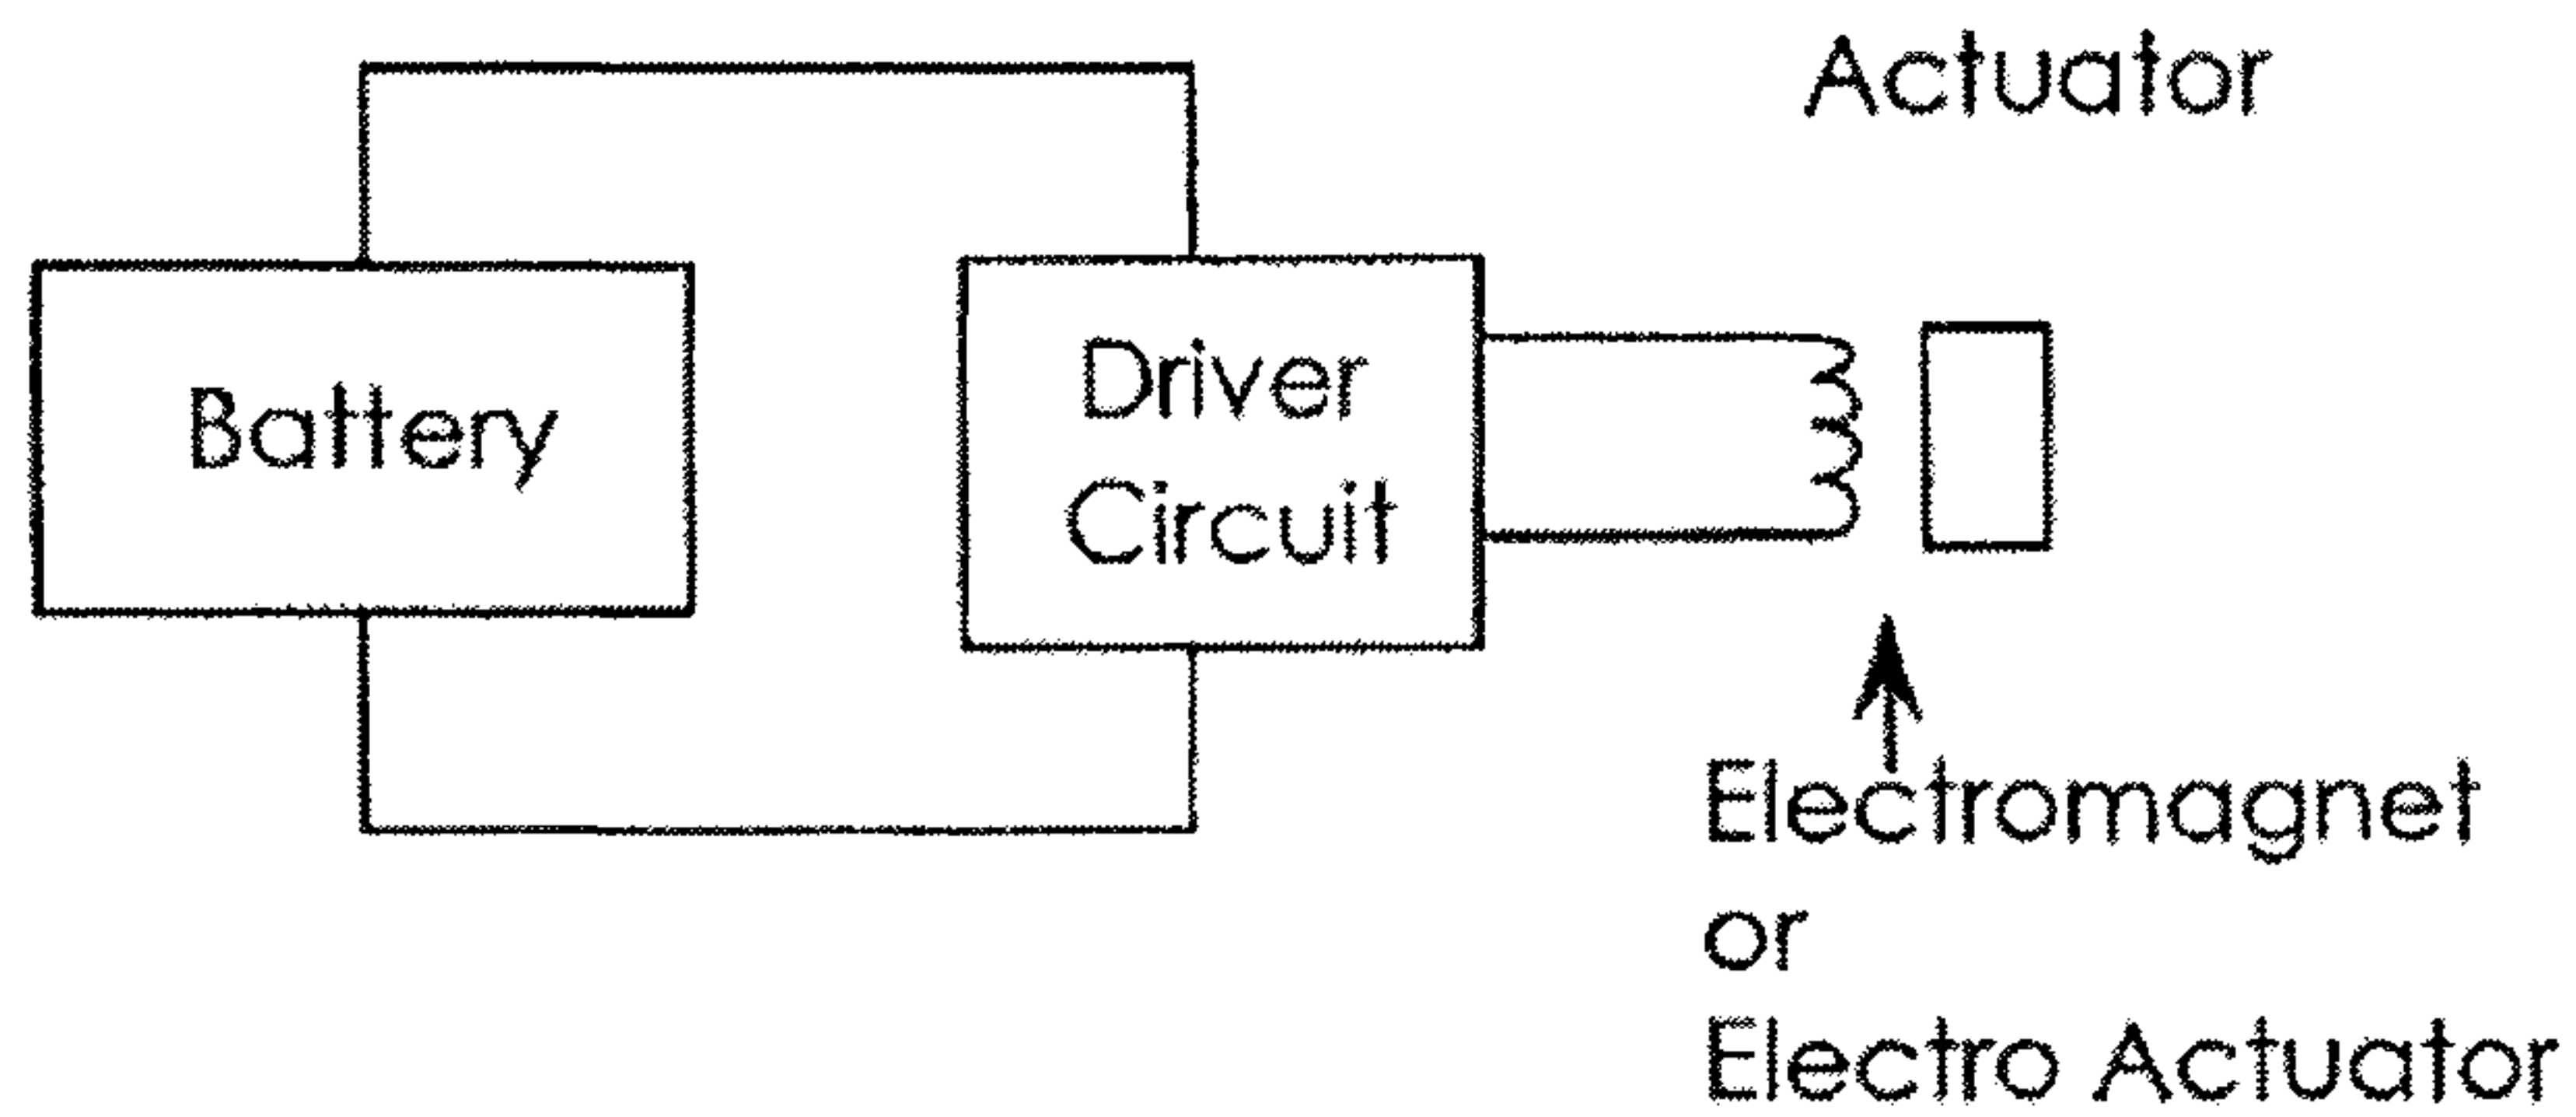 Actuator
Battery
Driver
Circuit
Electromagnet
or
Electro Actuator